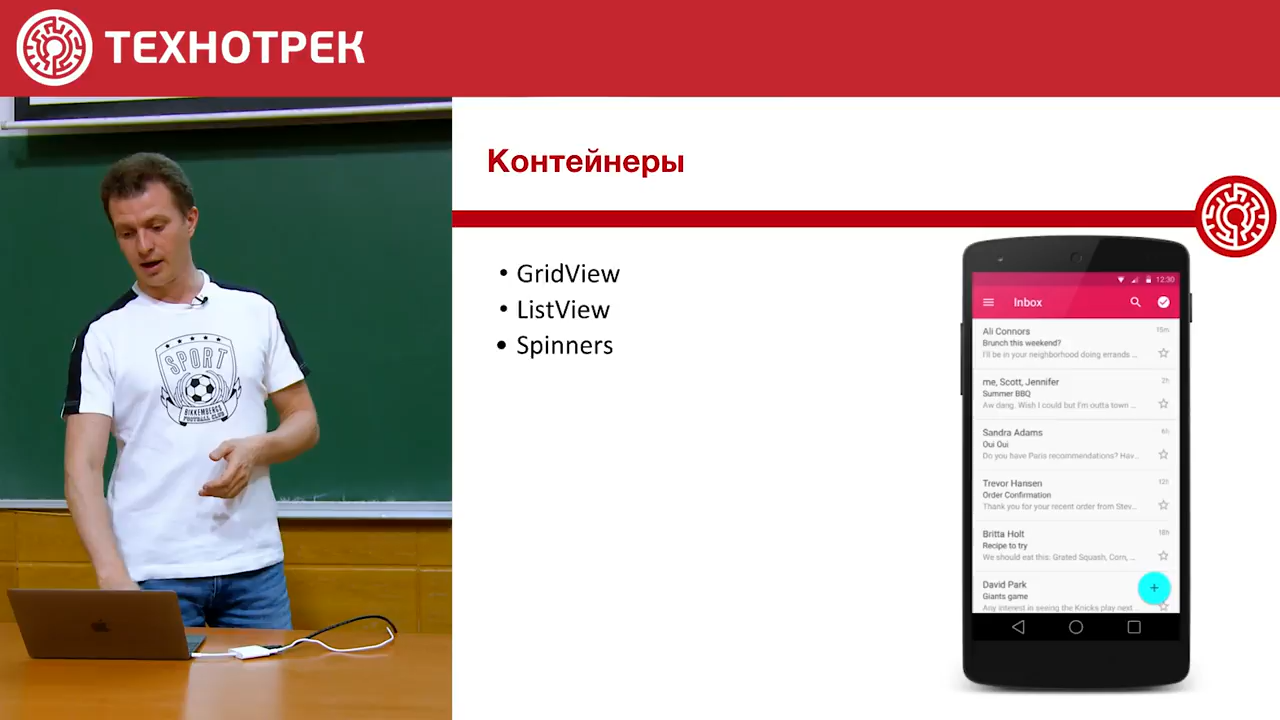 ТЕХНОТРЕК
SPORT
BIKKEMBERGS
FOOTBALL CLUB
Контейнеры
• GridView
• ListView
• Spinners
12:30
Inbox
Ali Connors 15m
Brunch this weekend?
I'll be in your neighborhood doing errands ...
me, Scott, Jennifer 2h
Summer BBQ
Aw dang. Wish I could but I'm outta town ...
Sandra Adams 6h
Oui Oui
Do you have Paris recommendations? Hav...
Trevor Hansen 12h
Order Confirmation
Thank you for your recent order from Stev...
Britta Holt 18h
Recipe to try
We should eat this: Grated Squash, Corn, ...
David Park
Giants game
Any interest in seeing the Knicks play next ...